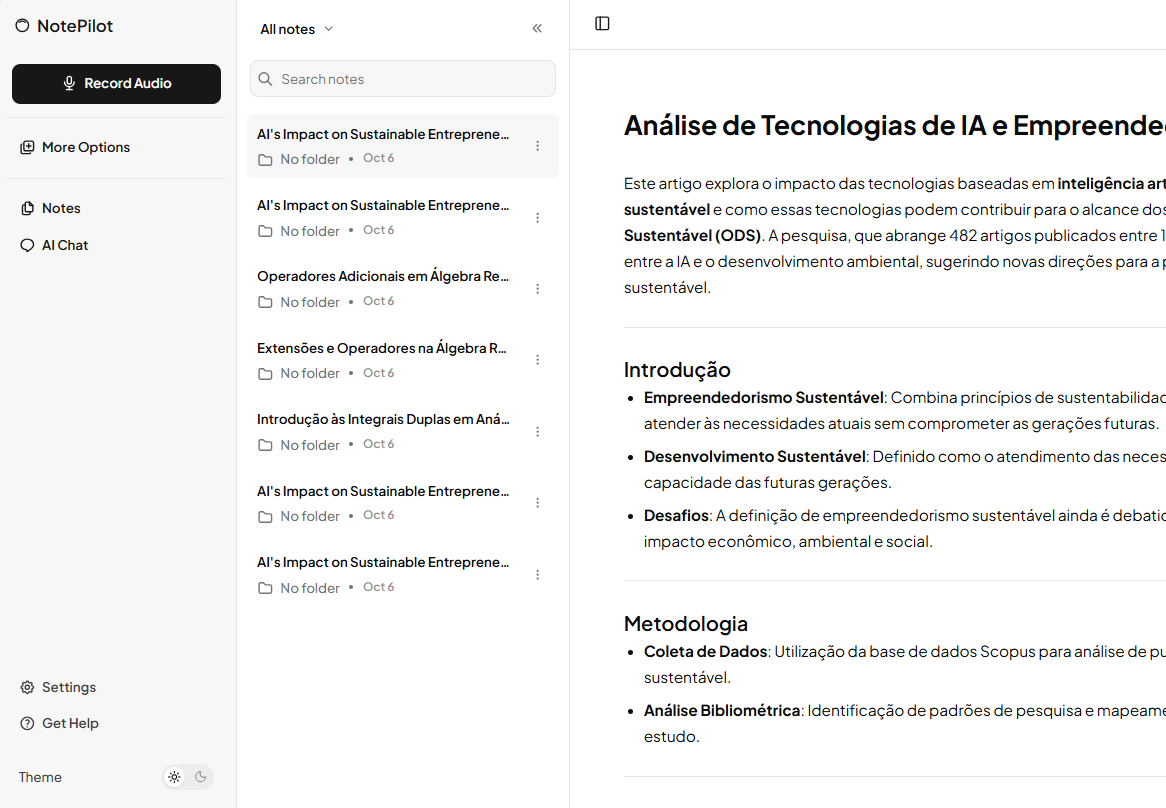 NotePilot
Record Audio
More Options
Notes
AI Chat
Settings
Get Help
Theme
All notes
Search notes
AI's Impact on Sustainable Entreprene...
No folder • Oct 6
AI's Impact on Sustainable Entreprene...
No folder • Oct 6
Operadores Adicionais em Álgebra Re...
No folder • Oct 6
Extensões e Operadores na Álgebra R...
No folder • Oct 6
Introdução às Integrais Duplas em Aná...
No folder • Oct 6
AI's Impact on Sustainable Entreprene...
No folder • Oct 6
AI's Impact on Sustainable Entreprene...
No folder • Oct 6
Análise de Tecnologias de IA e Empreende
Este artigo explora o impacto das tecnologias baseadas em inteligência art
sustentável e como essas tecnologias podem contribuir para o alcance dos
Sustentável (ODS). A pesquisa, que abrange 482 artigos publicados entre 1
entre a IA e o desenvolvimento ambiental, sugerindo novas direções para a p
sustentável.
Introdução
• Empreendedorismo Sustentável: Combina princípios de sustentabilidad
atender às necessidades atuais sem comprometer as gerações futuras.
• Desenvolvimento Sustentável: Definido como o atendimento das neces
capacidade das futuras gerações.
• Desafios: A definição de empreendedorismo sustentável ainda é debatid
impacto econômico, ambiental e social.
Metodologia
• Coleta de Dados: Utilização da base de dados Scopus para análise de pu
sustentável.
• Análise Bibliométrica: Identificação de padrões de pesquisa e mapeame
estudo.